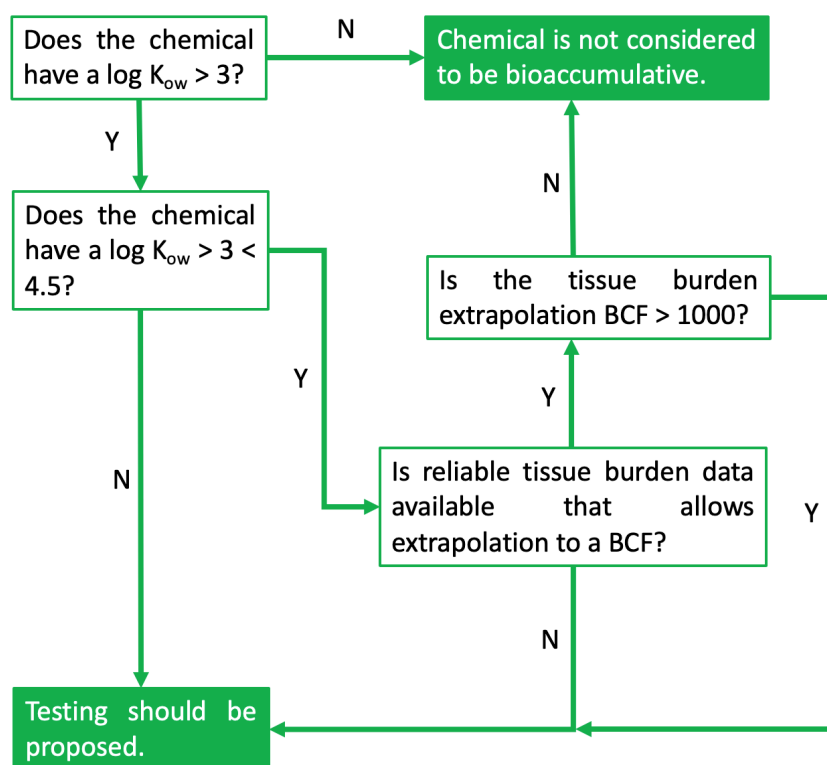 Does the chemical
have a log Kow > 3?
N
Chemical is not considered
to be bioaccumulative.
Y
N
Does the chemical
have a log Kow > 3 <
4.5?
Is the tissue burden
extrapolation BCF > 1000?
Y
Y
Is reliable tissue burden data
available that allows
extrapolation to a BCF?
N
Y
N
Testing should be
proposed.